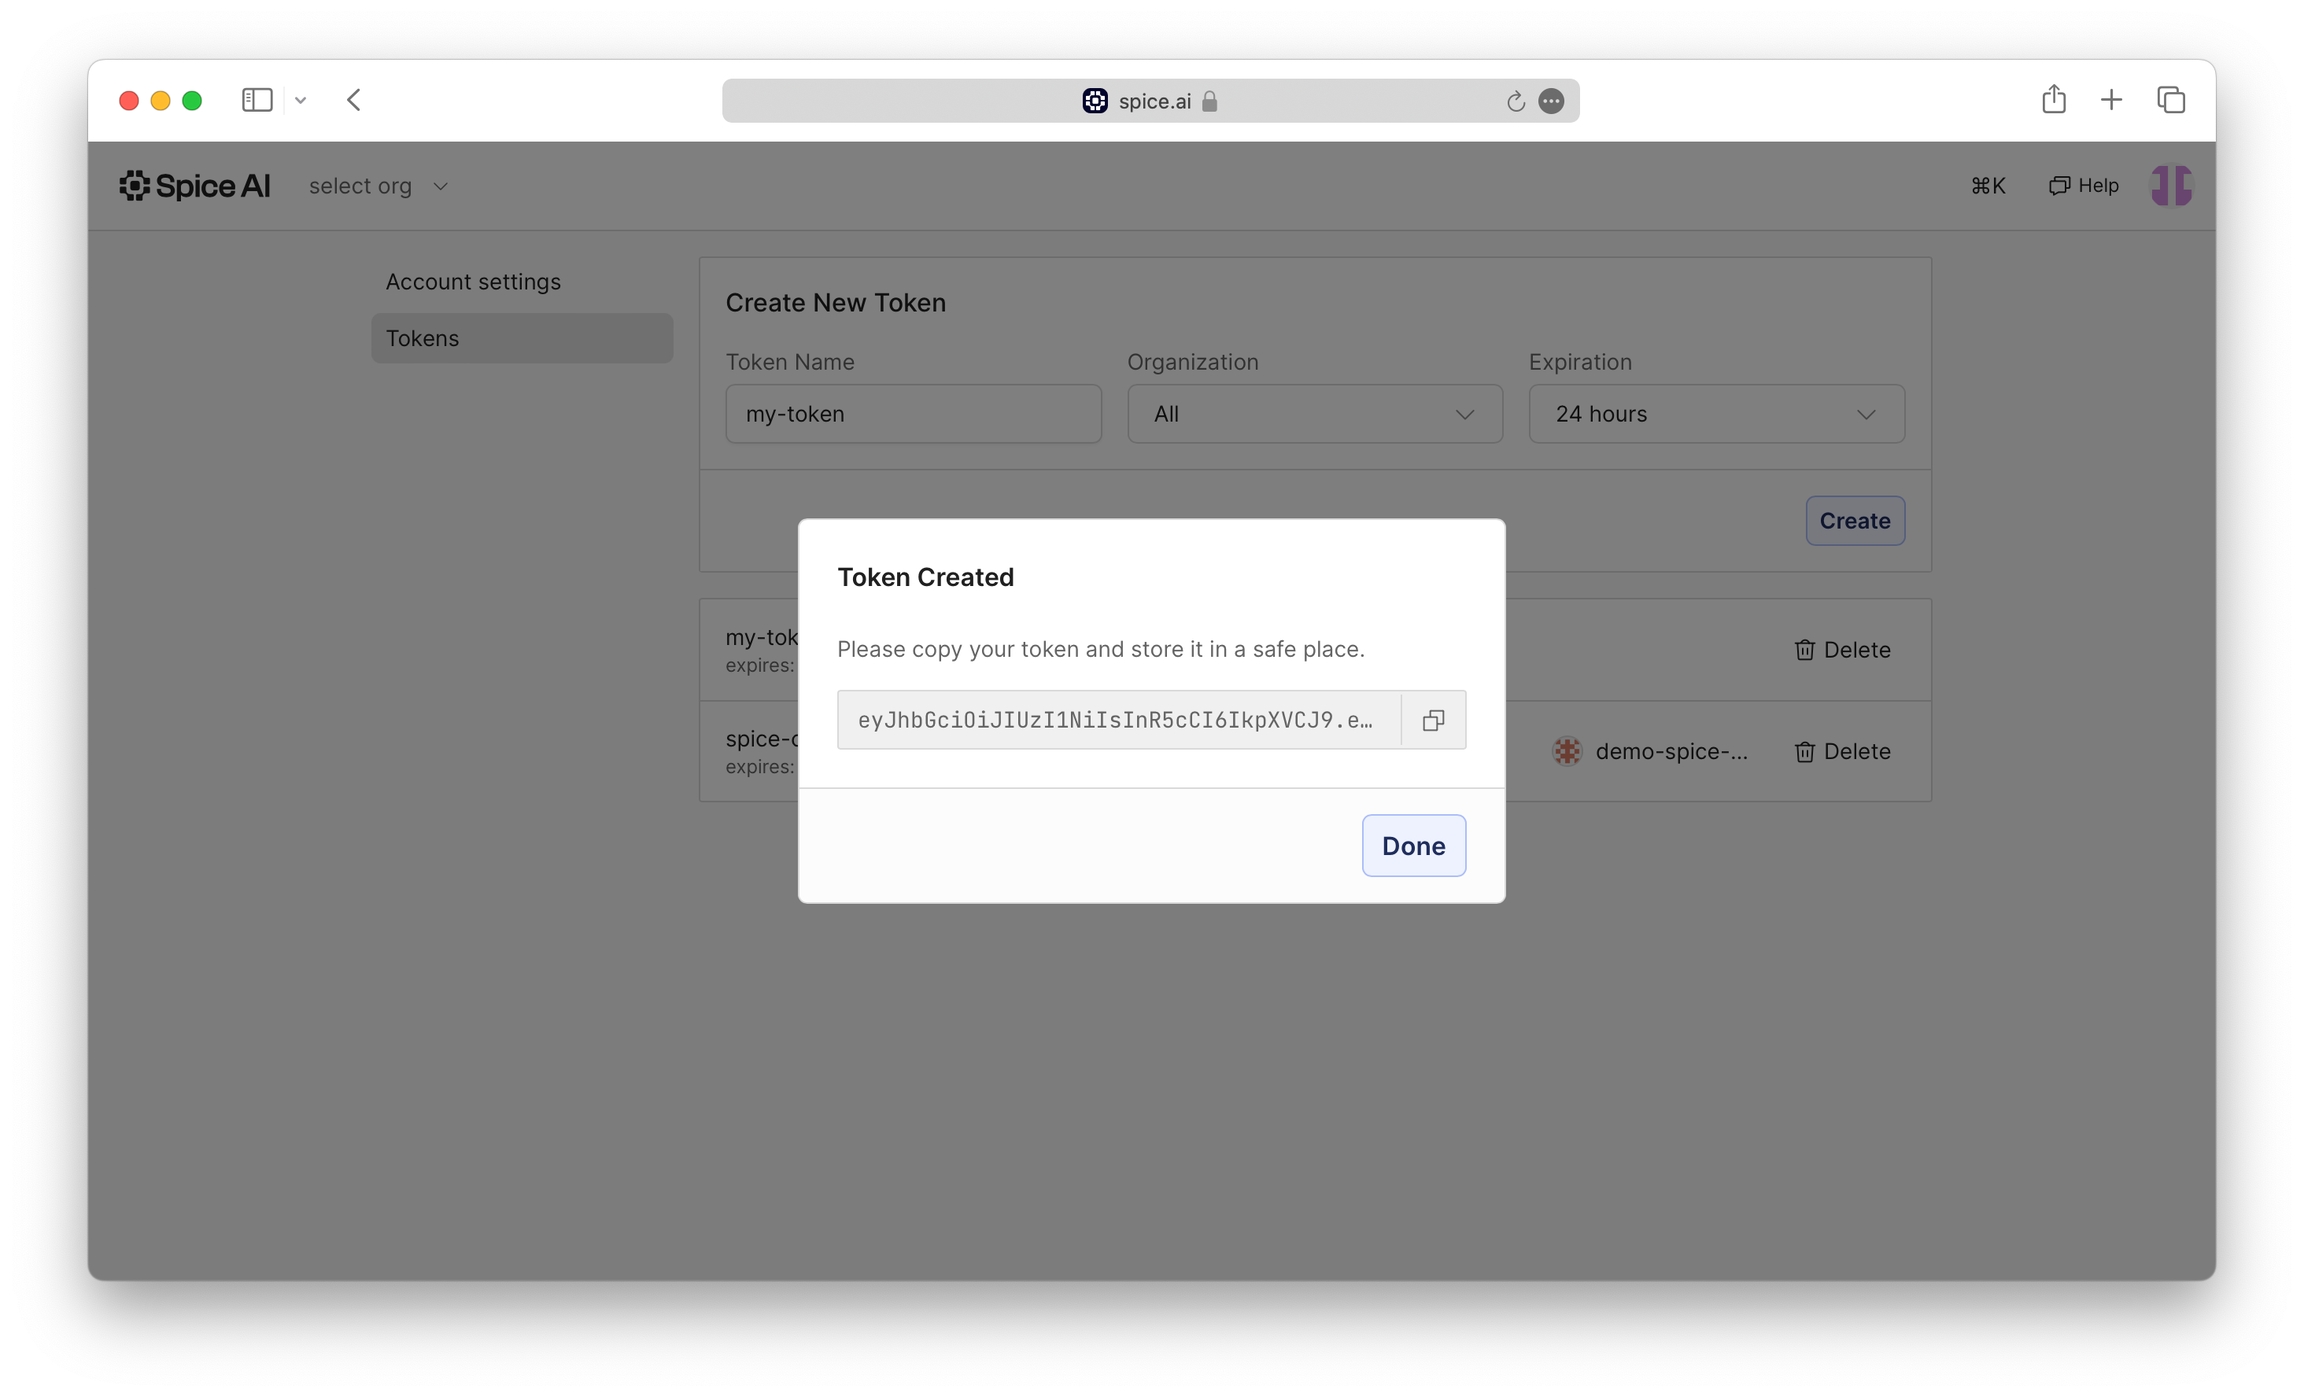 spice.ai
Spice AI
select org
⌘K
Help
Account settings
Tokens
Create New Token
Token Name
Organization
Expiration
my-token
All
24 hours
Create
Token Created
Please copy your token and store it in a safe place.
eyJhbGciOiJIUzI1NiIsInR5cCI6IkpXVCJ9.e…
Done
my-tok
expires:
Delete
spice-c
expires:
demo-spice-...
Delete